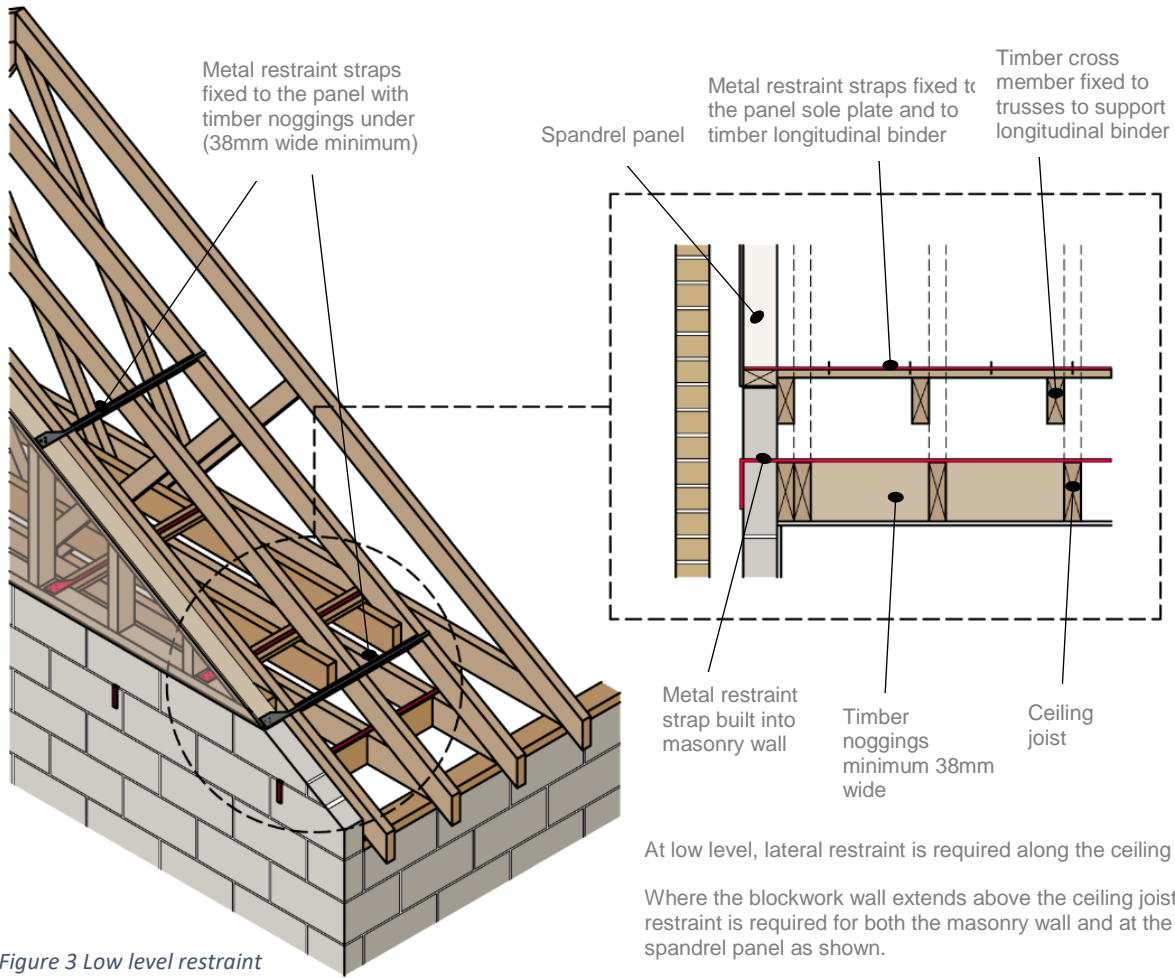 Metal restraint straps
fixed to the panel with
timber noggings under
(38mm wide minimum)
Spandrel panel
Metal restraint straps fixed to
the panel sole plate and to
timber longitudinal binder
Timber cross
member fixed to
trusses to support
longitudinal binder
Metal restraint
strap built into
masonry wall
Timber
noggings
minimum 38mm
wide
Ceiling
joist
At low level, lateral restraint is required along the ceiling
Where the blockwork wall extends above the ceiling joist
restraint is required for both the masonry wall and at the
spandrel panel as shown.
Figure 3 Low level restraint